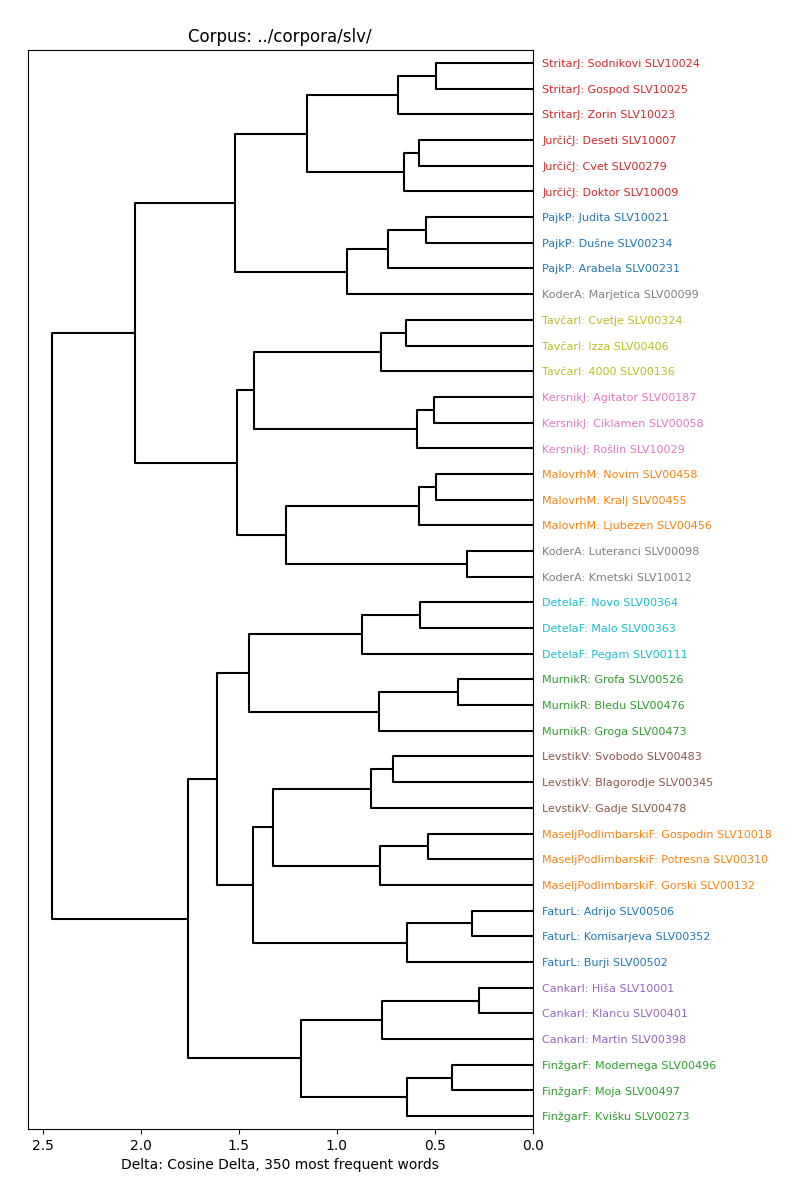 Corpus: ../corpora/slv/
StritarJ: Sodnikovi SLV10024
StritarJ: Gospod SLV10025
StritarJ: Zorin SLV10023
JurčičJ: Deseti SLV10007
JurčičJ: Cvet SLV00279
JurčičJ: Doktor SLV10009
PajkP: Judita SLV10021
PajkP: Dušne SLV00234
PajkP: Arabela SLV00231
KoderA: Marjetica SLV00099
TavčarI: Cvetje SLV00324
TavčarI: Izza SLV00406
TavčarI: 4000 SLV00136
KersnikJ: Agitator SLV00187
KersnikJ: Ciklamen SLV00058
KersnikJ: Rošlin SLV10029
MalovrhM: Novim SLV00458
MalovrhM: Kralj SLV00455
MalovrhM: Ljubezen SLV00456
KoderA: Luteranci SLV00098
KoderA: Kmetski SLV10012
DetelaF: Novo SLV00364
DetelaF: Malo SLV00363
DetelaF: Pegam SLV00111
MurnikR: Grofa SLV00526
MurnikR: Bledu SLV00476
MurnikR: Groga SLV00473
LevstikV: Svobodo SLV00483
LevstikV: Blagorodje SLV00345
LevstikV: Gadje SLV00478
MaseljPodlimbarskiF: Gospodin SLV10018
MaseljPodlimbarskiF: Potresna SLV00310
MaseljPodlimbarskiF: Gorski SLV00132
FaturL: Adrijo SLV00506
FaturL: Komisarjeva SLV00352
FaturL: Burji SLV00502
CankarI: Hiša SLV10001
CankarI: Klancu SLV00401
CankarI: Martin SLV00398
FinžgarF: Modernega SLV00496
FinžgarF: Moja SLV00497
FinžgarF: Kvišku SLV00273
2.5 2.0 1.5 1.0 0.5 0.0
Delta: Cosine Delta, 350 most frequent words